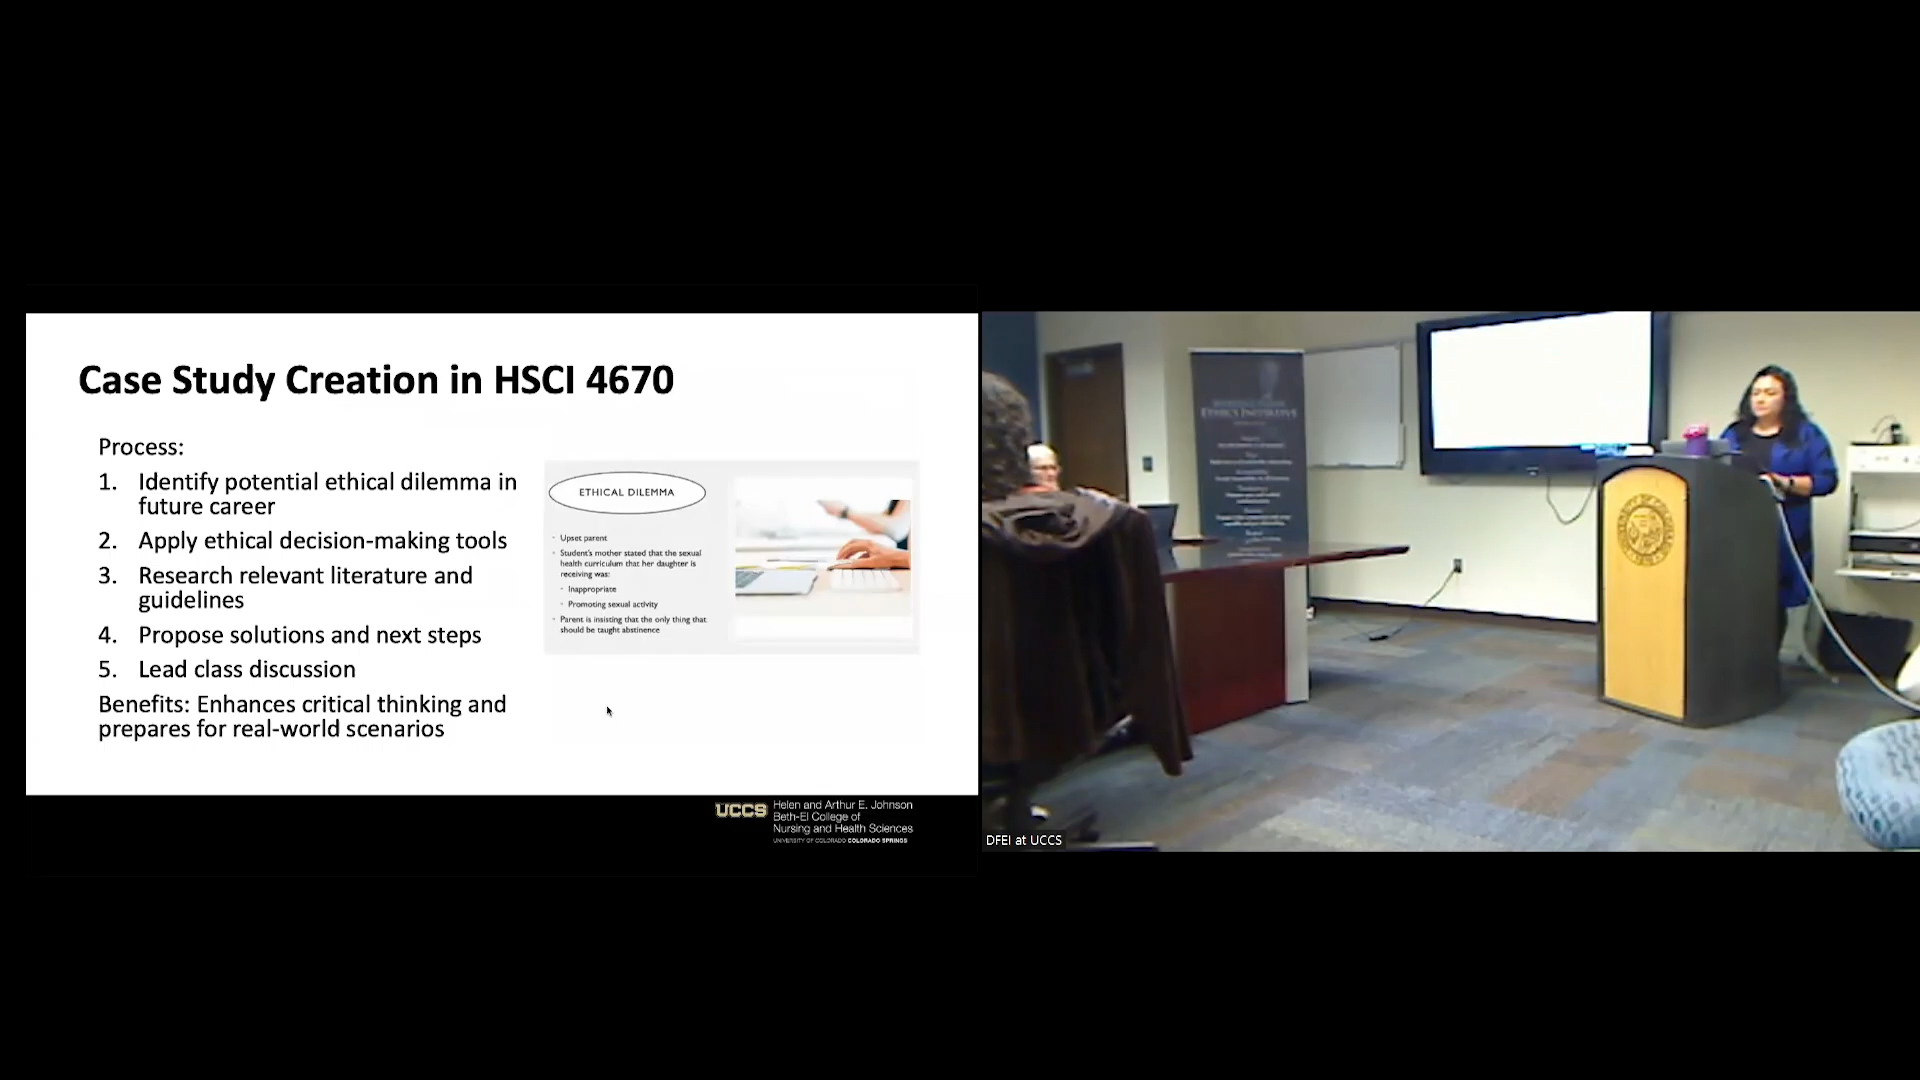 Case Study Creation in HSCI 4670
Process:
1. Identify potential ethical dilemma in
future career
2. Apply ethical decision-making tools
3. Research relevant literature and
guidelines
4. Propose solutions and next steps
5. Lead class discussion
Benefits: Enhances critical thinking and
prepares for real-world scenarios
ETHICAL DILEMMA
Upset parent
Student's mother stated that the sexual
health curriculum that her daughter is
receiving was:
Inappropriate
Promoting sexual activity
Parent is insisting that the only thing that
should be taught abstinence
UCCS
Helen and Arthur E. Johnson
Beth-El College of
Nursing and Health Sciences
UNIVERSITY OF COLORADO COLORADO SPRINGS
ETHICS INITIATIVE
DFEI at UCCS